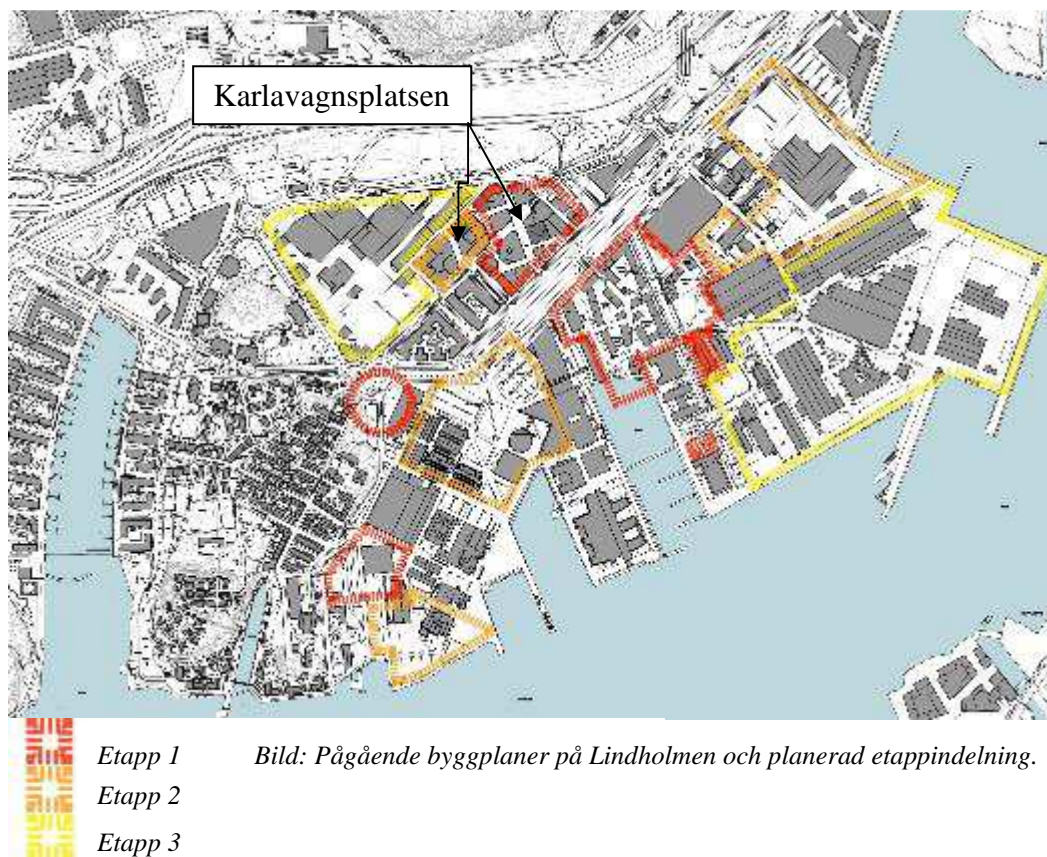 Karlavagnsplatsen
Etapp 1 Bild: Pågående byggplaner på Lindholmen och planerad etappindelning.
Etapp 2
Etapp 3